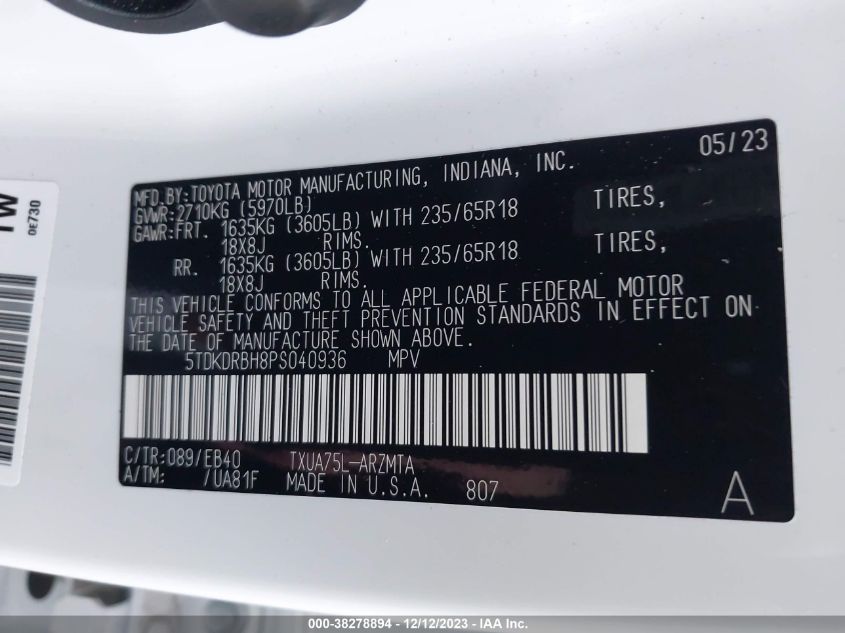 05/23
MFD.BY:TOYOTA MOTOR MANUFACTURING, INDIANA, INC.
GVWR:2710KG (5970LB)
GAWR:FRT. 1635KG (3605LB) WITH 235/65R18 TIRES,
18X8J RIMS.
RR. 1635KG (3605LB) WITH 235/65R18 TIRES,
18X8J RIMS.
THIS VEHICLE CONFORMS TO ALL APPLICABLE FEDERAL MOTOR
VEHICLE SAFETY AND THEFT PREVENTION STANDARDS IN EFFECT ON
THE DATE OF MANUFACTURE SHOWN ABOVE.
5TDKDRBH8PS040936 MPV
C/TR:089/EB40 TXUA75L-ARZMTA
A/TM: /UA81F MADE IN U.S.A. 807
A
0E730
000-38278894 - 12/12/2023 - IAA Inc.